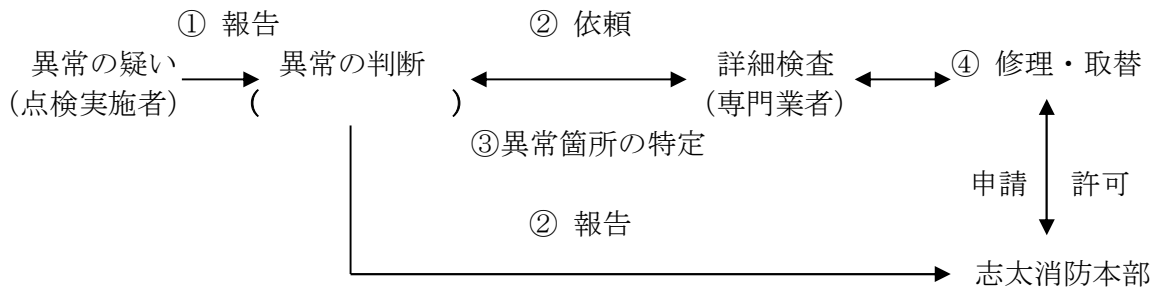 ① 報告
② 依頼
異常の疑い
異常の判断
詳細検査
④ 修理・取替
(点検実施者)
( )
(専門業者)
③異常箇所の特定
申請
許可
② 報告
志太消防本部